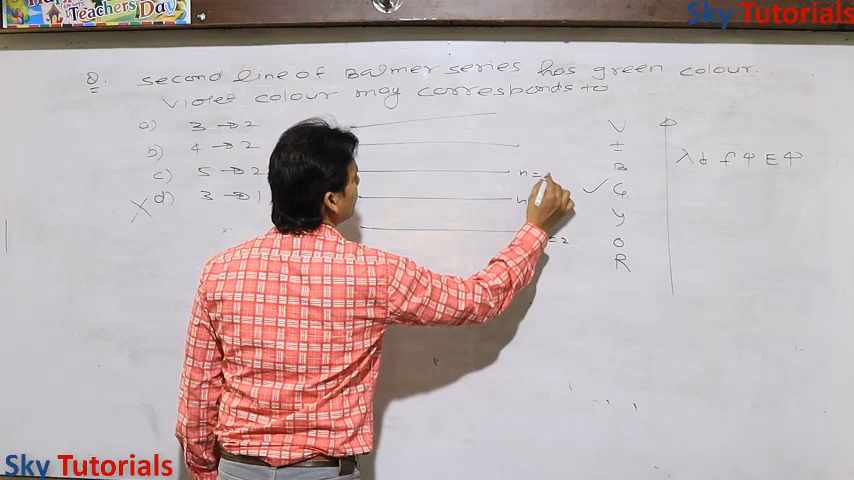 Teachers Day
Sky Tutorials
Q. second line of Balmer series has green colour.
Violet colour may corresponds to
a) 3 → 2
b) 4 → 2
c) 5 → 2
d) 3 → 1
X
n =
n
= 2
V
I
B
✓ G
Y
O
R
λ ↓ f ↑ E ↑
Sky Tutorials